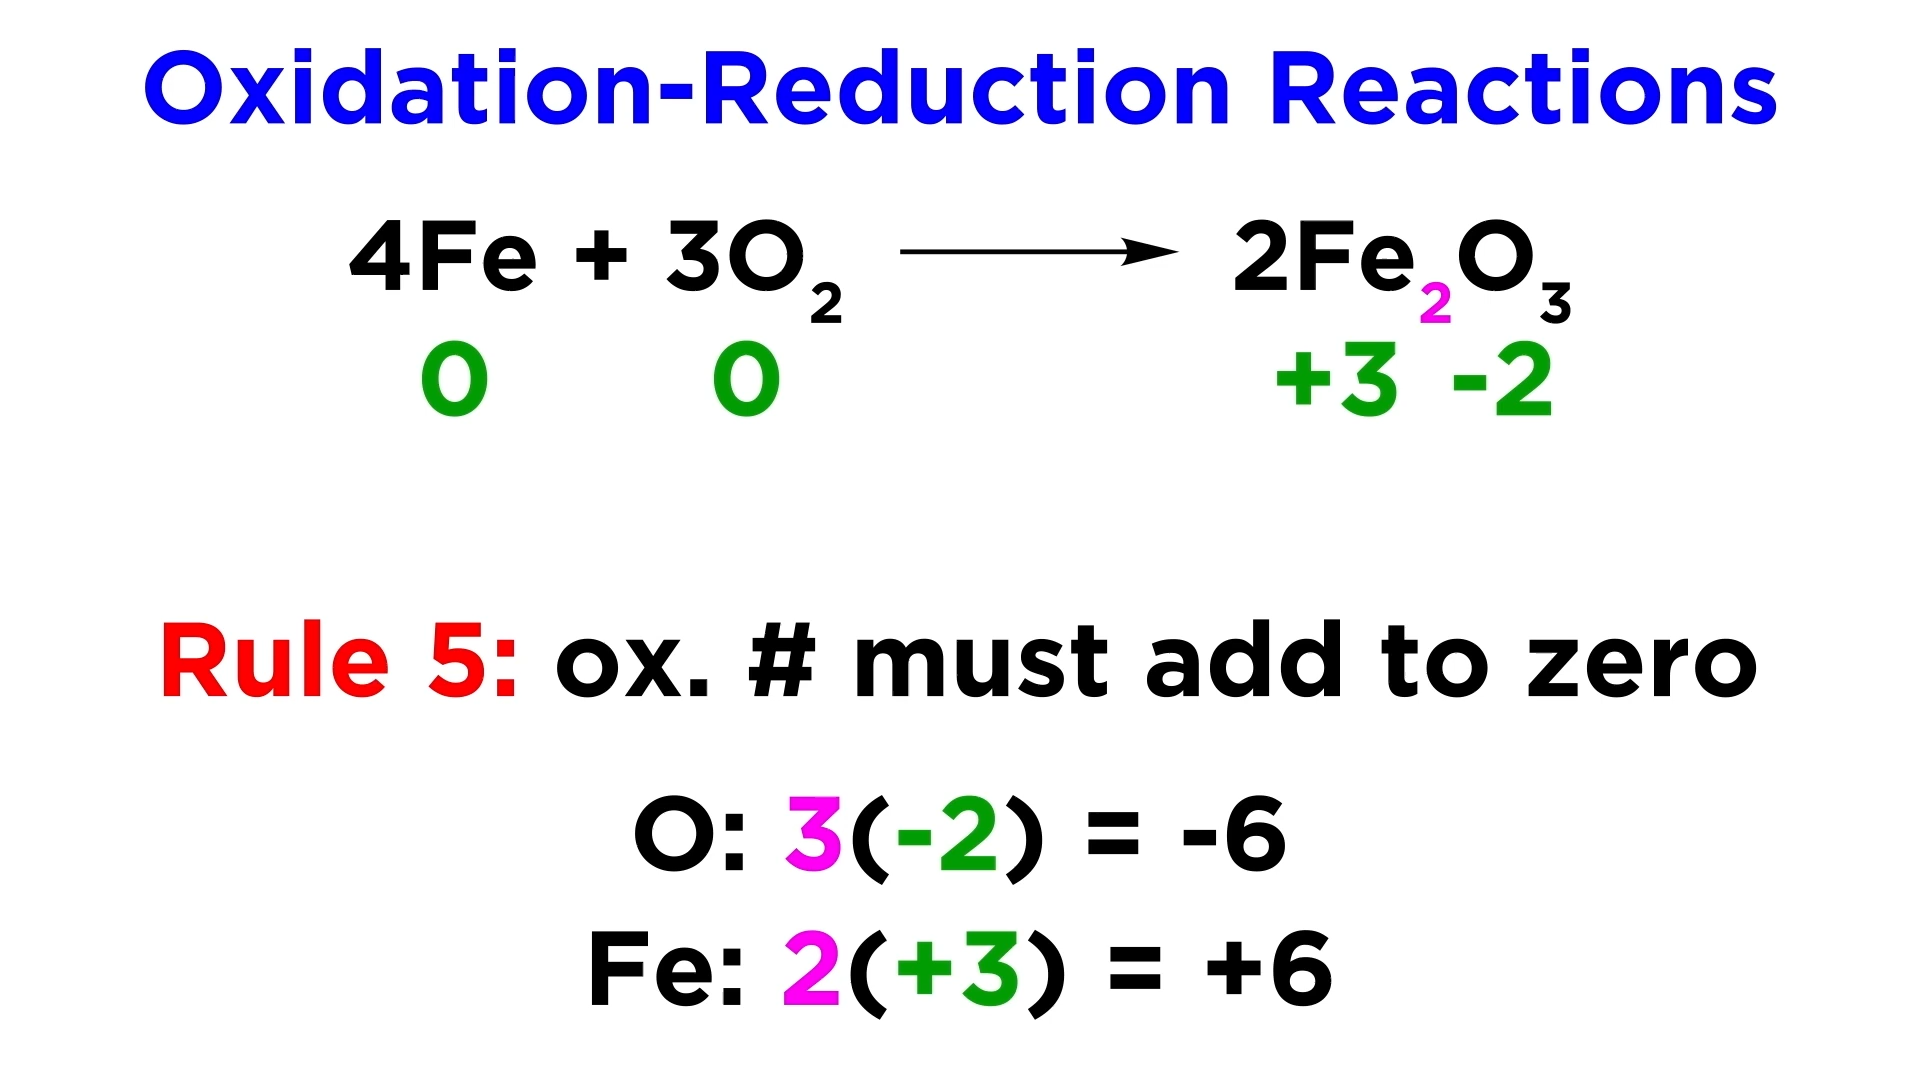 Oxidation-Reduction Reactions
4Fe + 3O₂ ⟶ 2Fe₂O₃
0 0 +3 -2
Rule 5: ox. # must add to zero
O: 3(-2) = -6
Fe: 2(+3) = +6